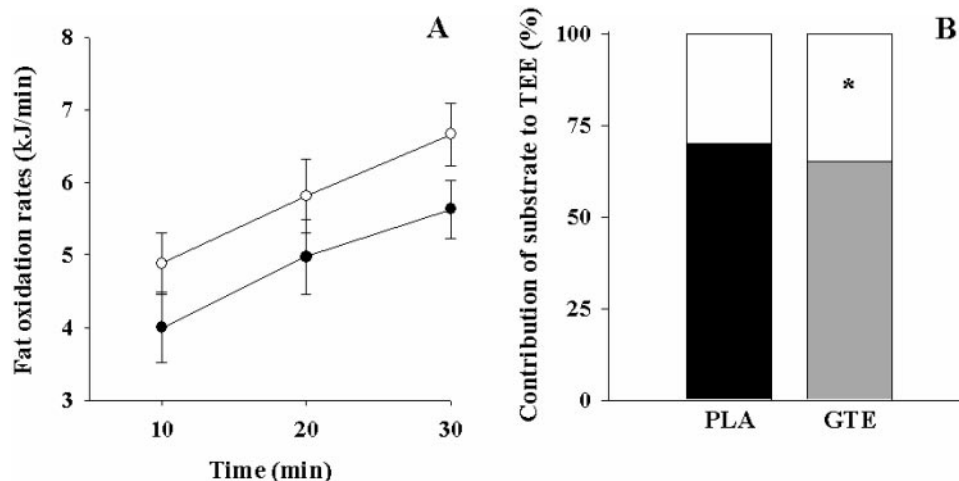 A
Fat oxidation rates (kJ/min)
8
7
6
5
4
3
10 20 30
Time (min)
B
Contribution of substrate to TEE (%)
100
75
50
25
0
*
PLA GTE